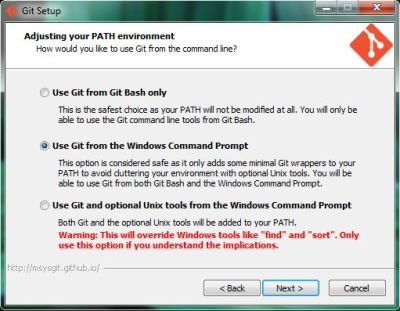 Git Setup
Adjusting your PATH environment
How would you like to use Git from the command line?
Use Git from Git Bash only
This is the safest choice as your PATH will not be modified at all. You will only be
able to use the Git command line tools from Git Bash.
Use Git from the Windows Command Prompt
This option is considered safe as it only adds some minimal Git wrappers to your
PATH to avoid cluttering your environment with optional Unix tools. You will be
able to use Git from both Git Bash and the Windows Command Prompt.
Use Git and optional Unix tools from the Windows Command Prompt
Both Git and the optional Unix tools will be added to your PATH.
Warning: This will override Windows tools like "find" and "sort". Only
use this option if you understand the implications.
http://msysgit.github.io/
< Back
Next >
Cancel